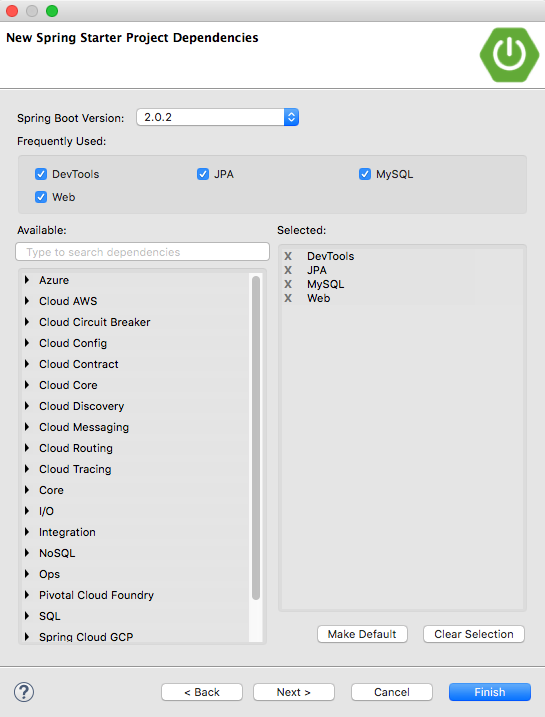 New Spring Starter Project Dependencies
Spring Boot Version: 2.0.2
Frequently Used:
DevTools JPA MySQL
Web
Available: Selected:
Type to search dependencies
Azure
Cloud AWS
Cloud Circuit Breaker
Cloud Config
Cloud Contract
Cloud Core
Cloud Discovery
Cloud Messaging
Cloud Routing
Cloud Tracing
Core
I/O
Integration
NoSQL
Ops
Pivotal Cloud Foundry
SQL
Spring Cloud GCP
X DevTools
X JPA
X MySQL
X Web
Make Default Clear Selection
? < Back Next > Cancel Finish